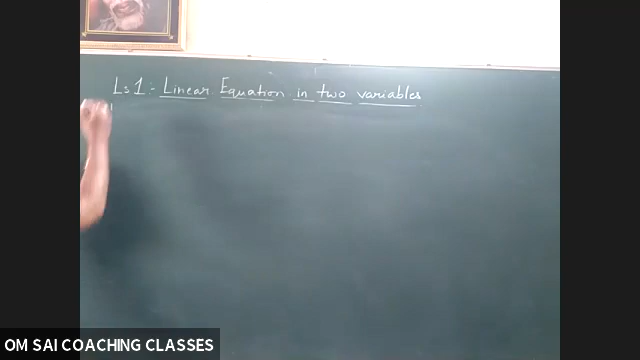 Ls 1:- Linear Equation in two variables
OM SAI COACHING CLASSES